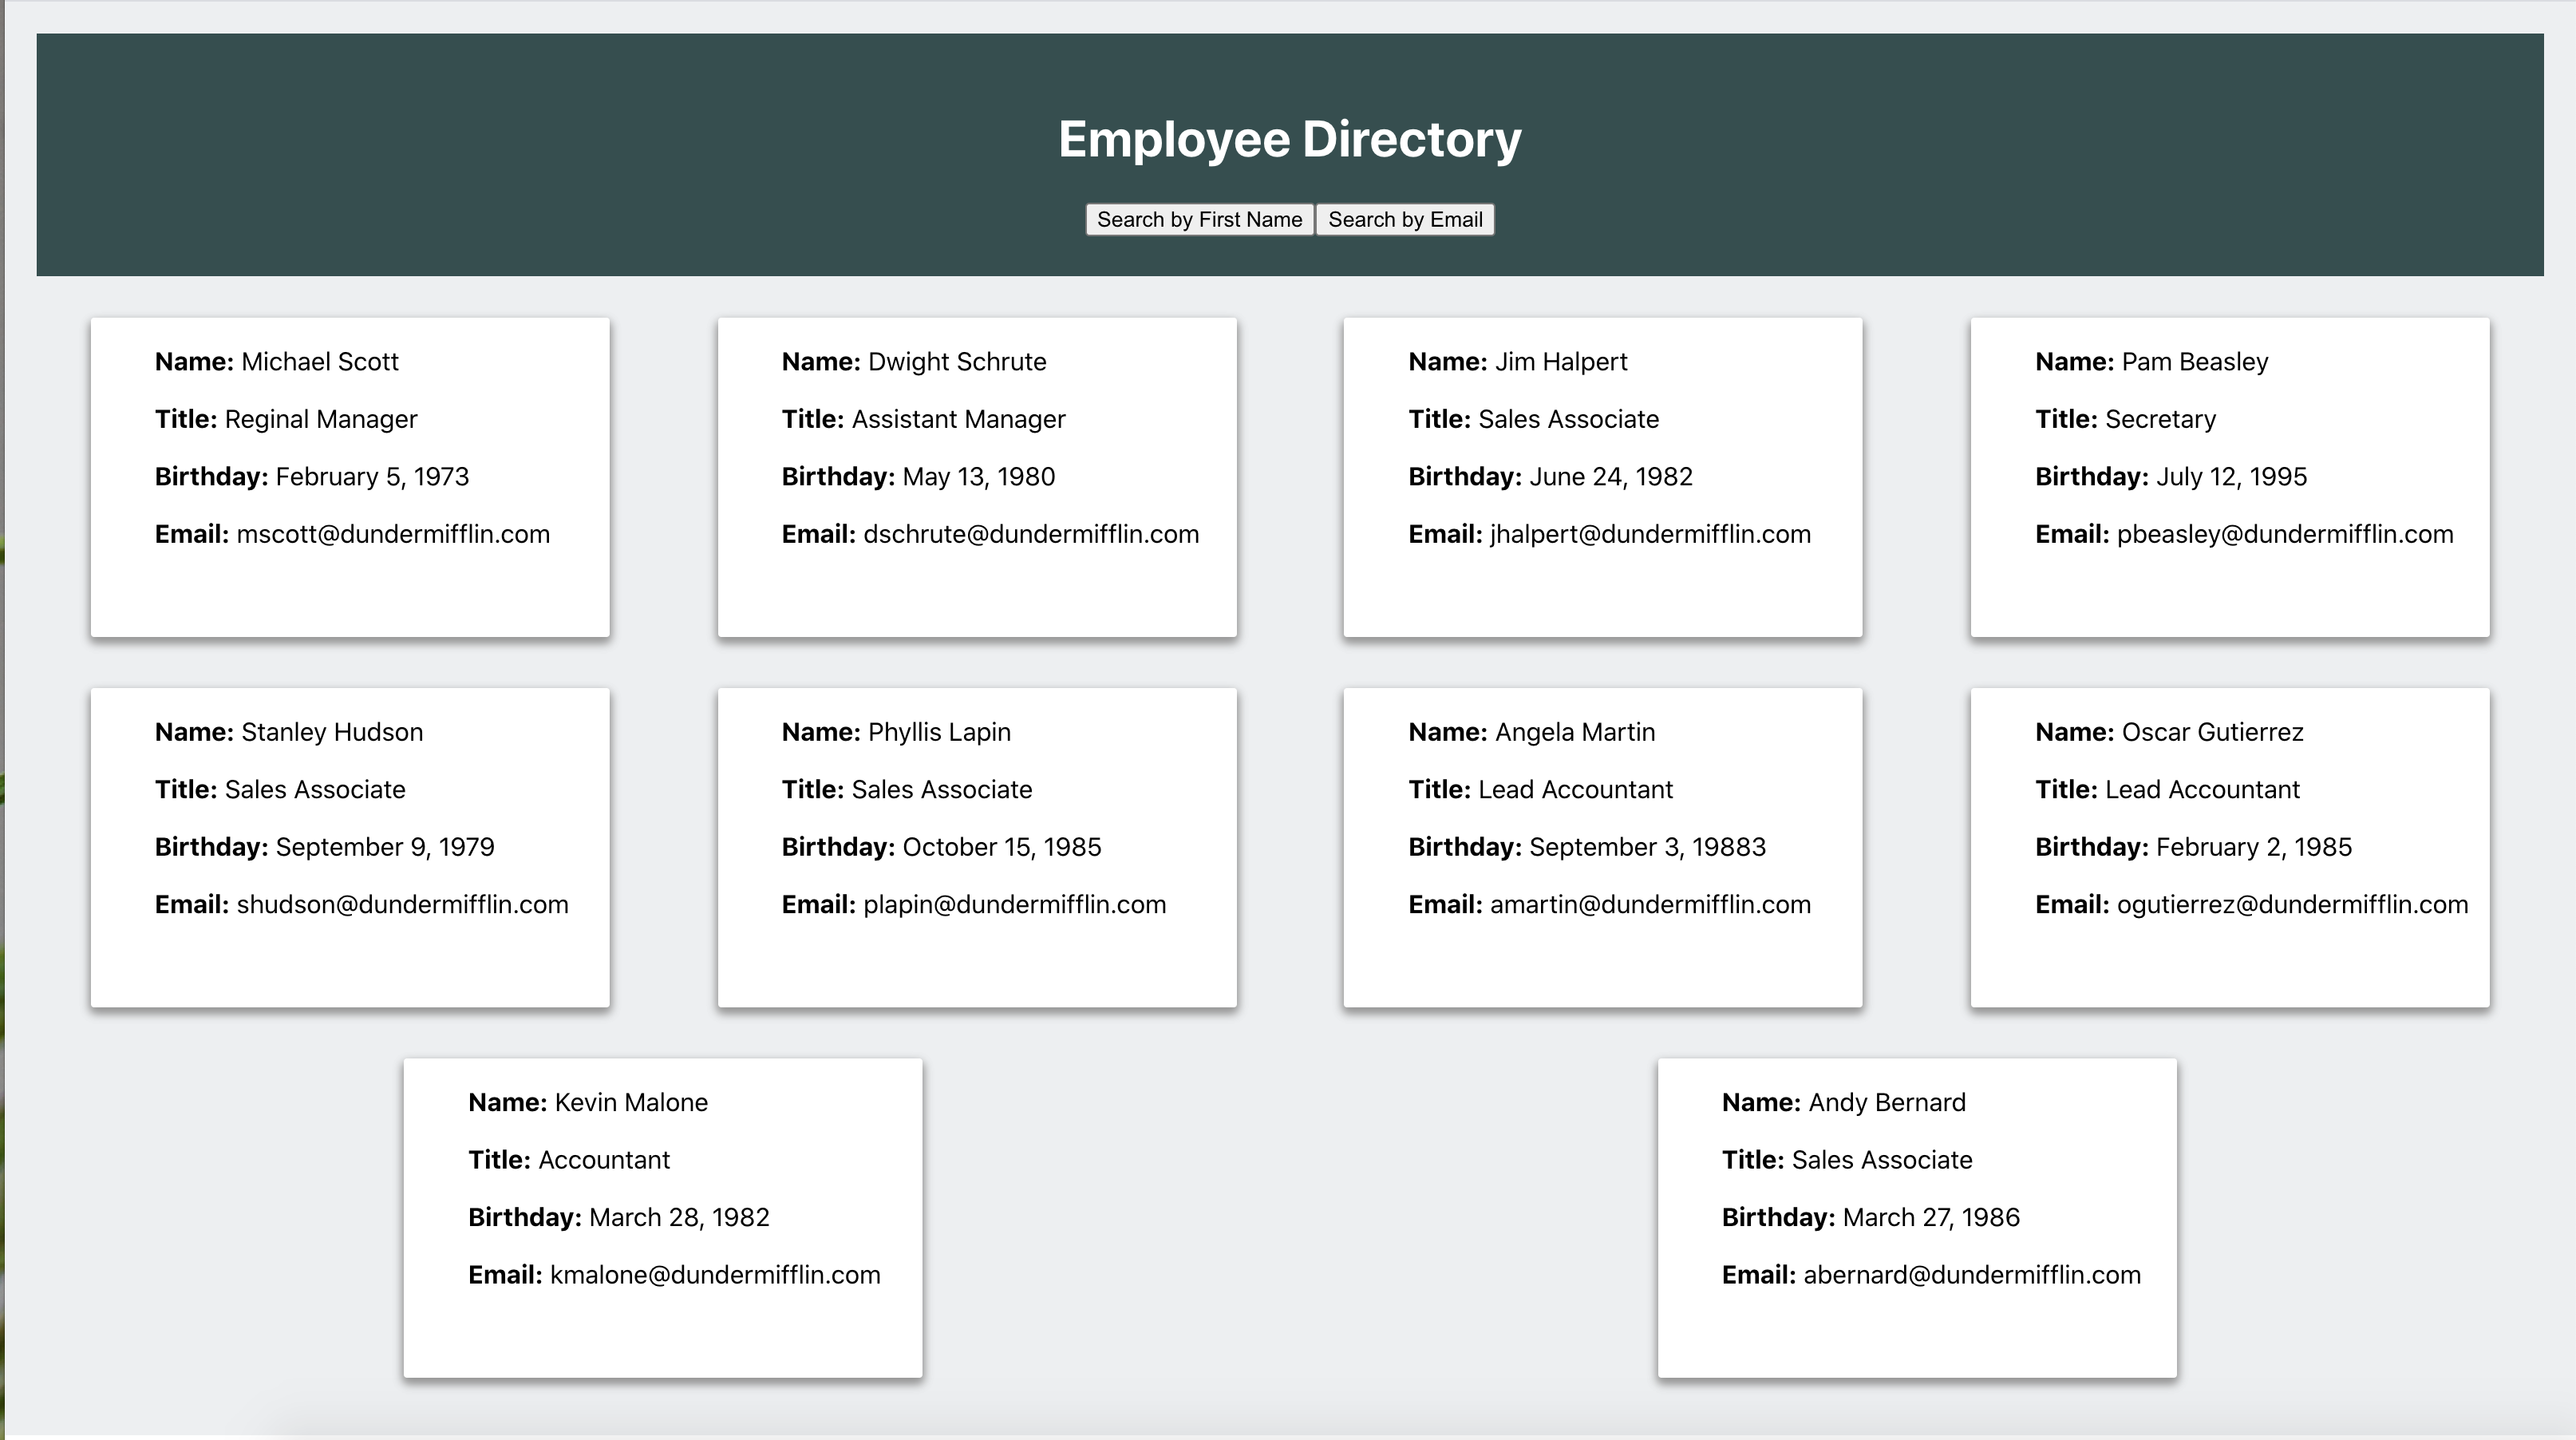 Employee Directory
Search by First Name Search by Email
Name: Michael Scott
Title: Reginal Manager
Birthday: February 5, 1973
Email: mscott@dundermifflin.com
Name: Dwight Schrute
Title: Assistant Manager
Birthday: May 13, 1980
Email: dschrute@dundermifflin.com
Name: Jim Halpert
Title: Sales Associate
Birthday: June 24, 1982
Email: jhalpert@dundermifflin.com
Name: Pam Beasley
Title: Secretary
Birthday: July 12, 1995
Email: pbeasley@dundermifflin.com
Name: Stanley Hudson
Title: Sales Associate
Birthday: September 9, 1979
Email: shudson@dundermifflin.com
Name: Phyllis Lapin
Title: Sales Associate
Birthday: October 15, 1985
Email: plapin@dundermifflin.com
Name: Angela Martin
Title: Lead Accountant
Birthday: September 3, 19883
Email: amartin@dundermifflin.com
Name: Oscar Gutierrez
Title: Lead Accountant
Birthday: February 2, 1985
Email: ogutierrez@dundermifflin.com
Name: Kevin Malone
Title: Accountant
Birthday: March 28, 1982
Email: kmalone@dundermifflin.com
Name: Andy Bernard
Title: Sales Associate
Birthday: March 27, 1986
Email: abernard@dundermifflin.com